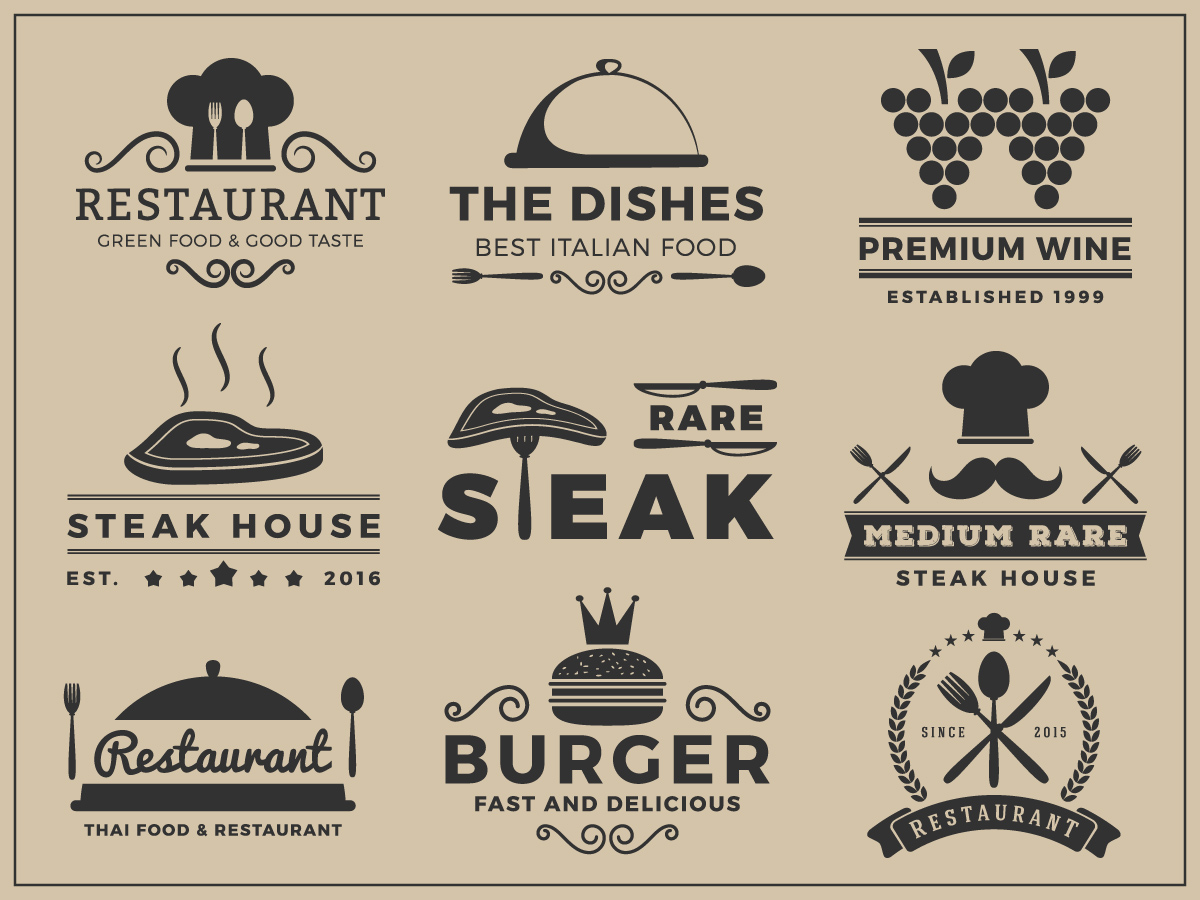 RESTAURANT
GREEN FOOD & GOOD TASTE
THE DISHES
BEST ITALIAN FOOD
PREMIUM WINE
ESTABLISHED 1999
STEAK HOUSE
EST. 2016
RARE
STEAK
MEDIUM RARE
STEAK HOUSE
Restaurant
THAI FOOD & RESTAURANT
BURGER
FAST AND DELICIOUS
SINCE 2015
RESTAURANT